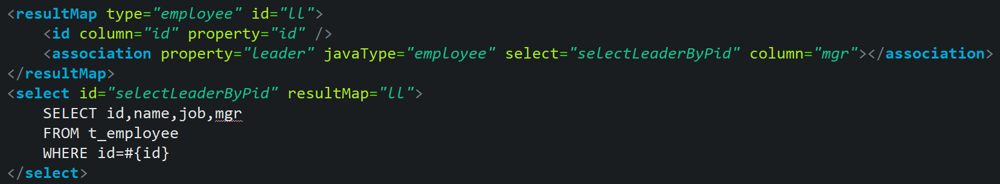 <resultMap type="employee" id="ll">
    <id column="id" property="id" />
    <association property="leader" javaType="employee" select="selectLeaderByPid" column="mgr"></association>
</resultMap>
<select id="selectLeaderByPid" resultMap="ll">
    SELECT id,name,job,mgr
    FROM t_employee
    WHERE id=#{id}
</select>